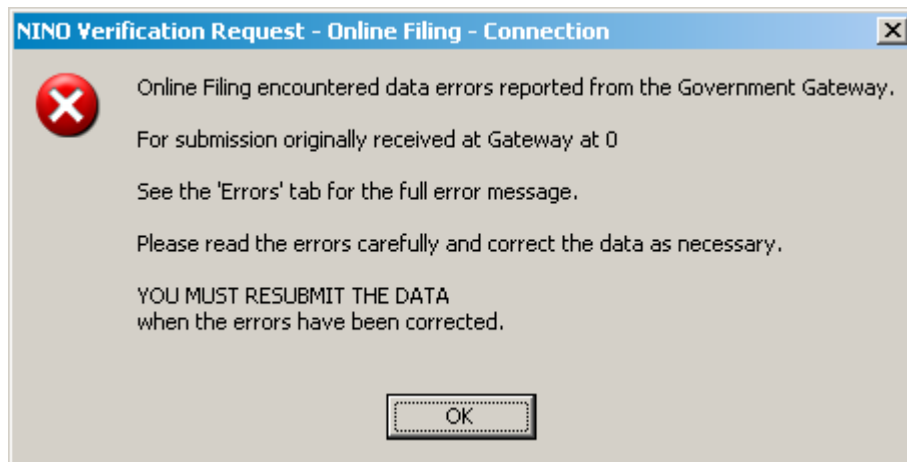 NINO Verification Request - Online Filing - Connection
Online Filing encountered data errors reported from the Government Gateway.
For submission originally received at Gateway at 0
See the 'Errors' tab for the full error message.
Please read the errors carefully and correct the data as necessary.
YOU MUST RESUBMIT THE DATA
when the errors have been corrected.
OK